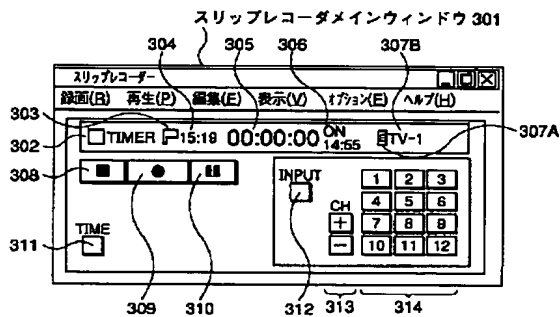 スリップレコーダメインウィンドウ 301
304 305 306 307B
スリップレコーダー
録画(R) 再生(P) 編集(E) 表示(V) オプション(E) ヘルプ(H)
303
302
TIMER 15:19 00:00:00 ON 14:55 TV-1
307A
308
INPUT
1 2 3
4 5 6
7 8 9
10 11 12
CH
+
-
TIME
311
309 310 312 313 314